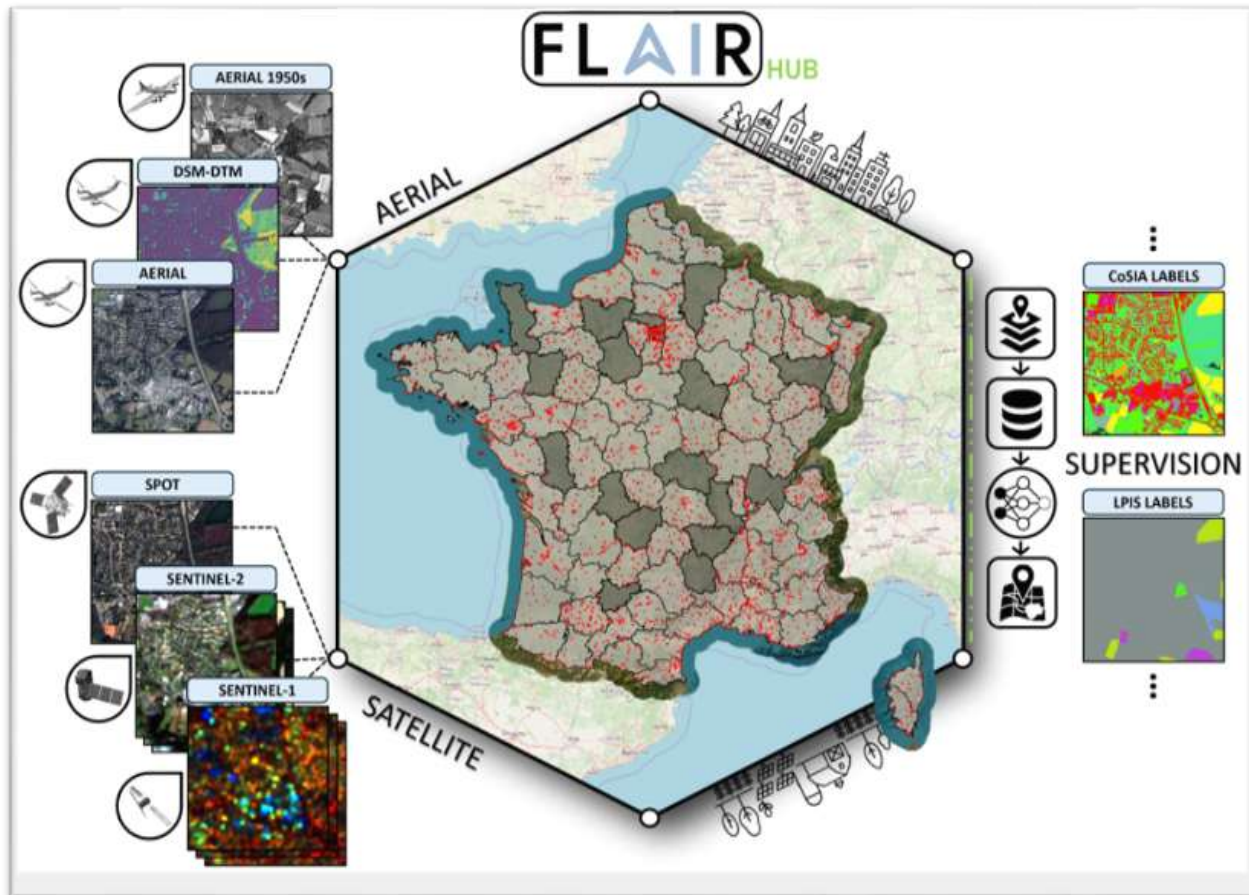 FLAIR
HUB
AERIAL 1950s
DSM-DTM
AERIAL
SPOT
SENTINEL-2
SENTINEL-1
AERIAL
SATELLITE
CoSIA LABELS
SUPERVISION
LPIS LABELS